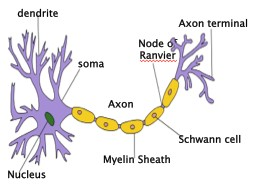 dendrite
Axon terminal
Node of
Ranvier
soma
Axon
Schwann cell
Myelin Sheath
Nucleus